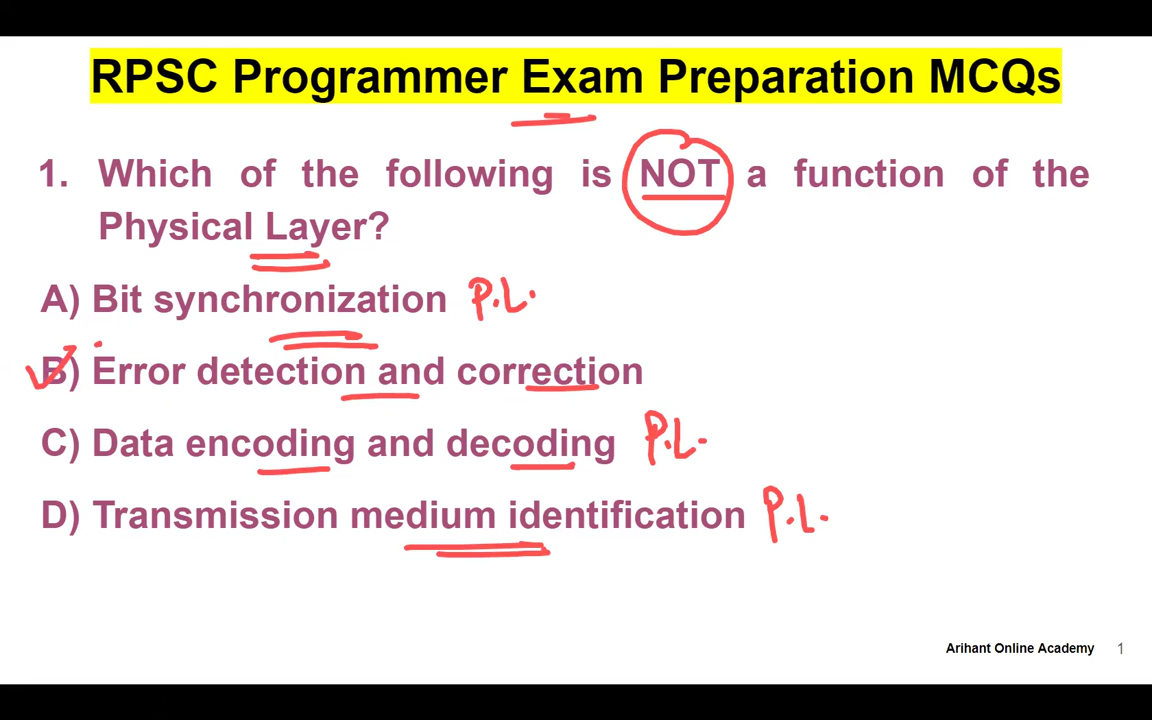 RPSC Programmer Exam Preparation MCQs
1. Which of the following is NOT a function of the
Physical Layer?
A) Bit synchronization P.L.
B) Error detection and correction
C) Data encoding and decoding P.L.
D) Transmission medium identification P.L.
Arihant Online Academy 1